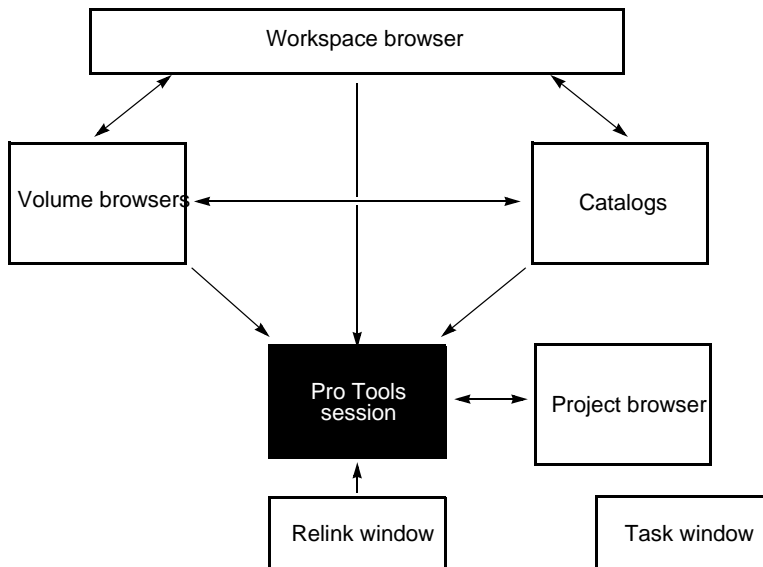 Workspace browser
Volume browsers
Catalogs
Pro Tools
session
Project browser
Relink window
Task window